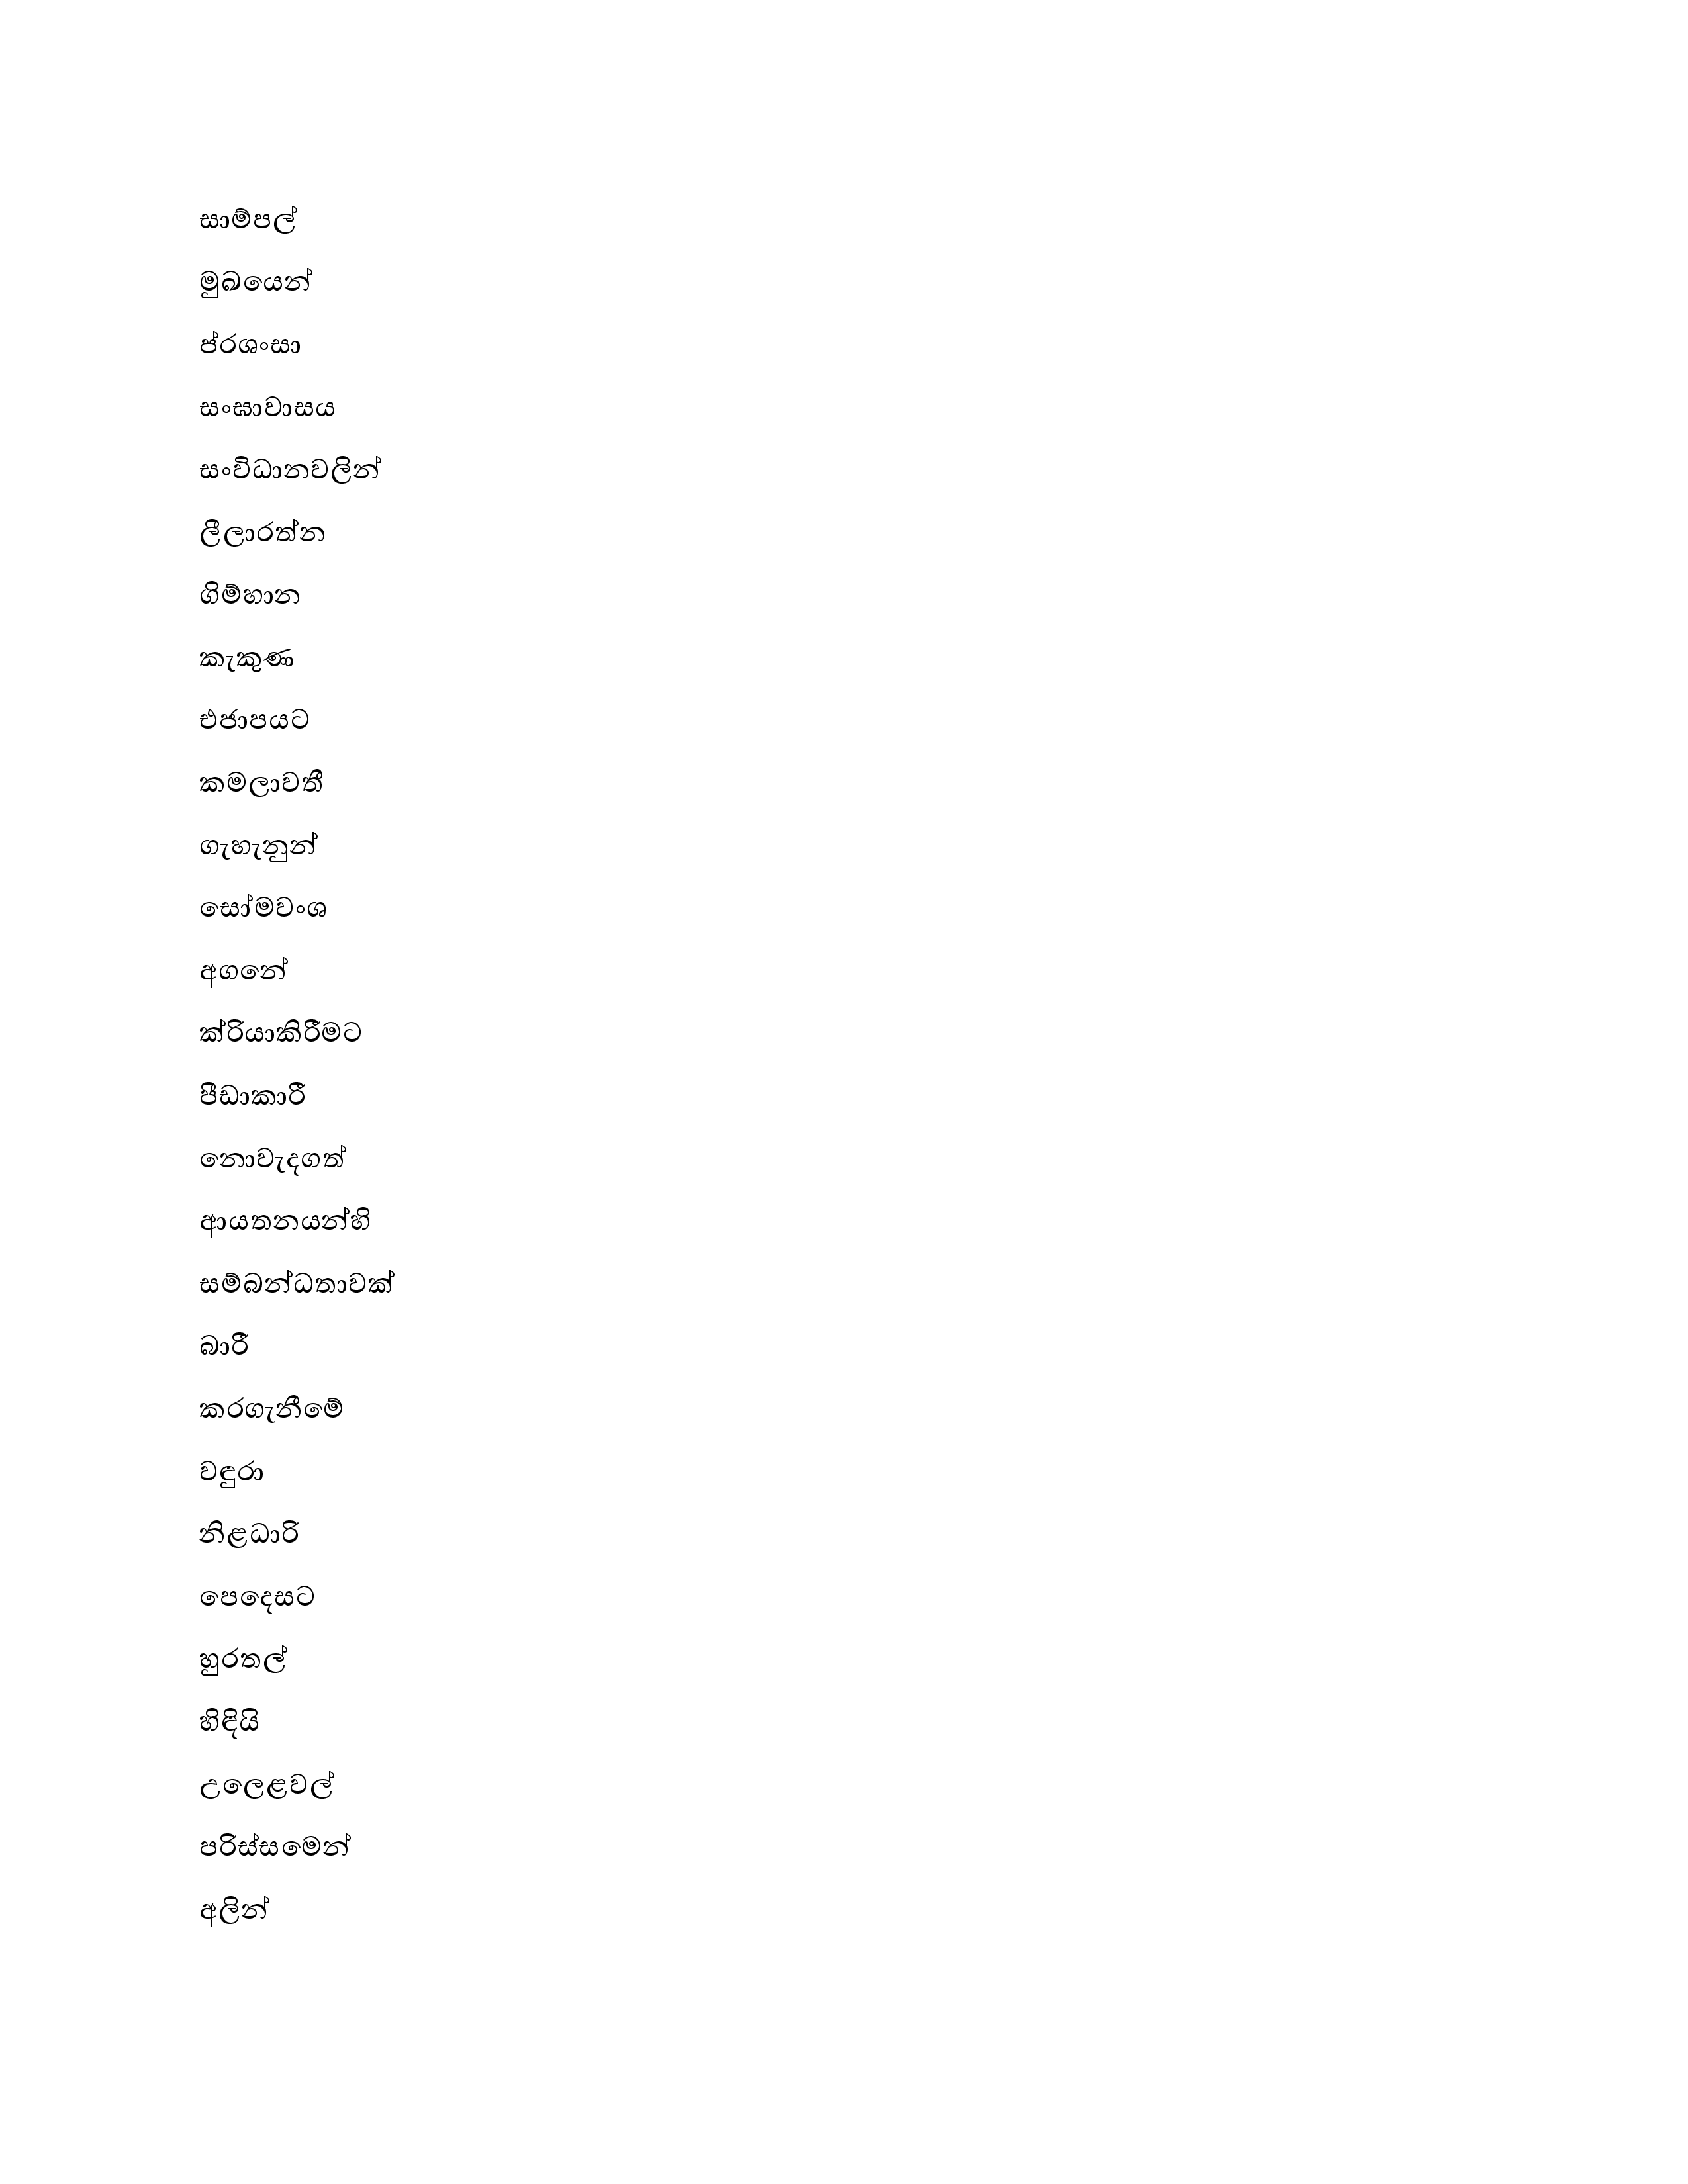 සාම්පල්
මුඛයෙන්
ප්රශංසා
සංඝාවාසය
සංවිධානවලින්
ලීලාරත්න
ගිම්හාන
කැකුණ
එජාපයට
කමලාවතී
ගැහැනුන්
සෝමවංශ
අගනේ
ක්රියාකිරීමට
පීඩාකාරී
නොවැදගත්
ආයතනයන්හි
සම්බන්ධතාවක්
බාරී
කරගැනීමේ
වඳුරා
නිළධාරි
පෙදෙසට
හුරතල්
හිඳියි
උලෙළවල්
පරිස්සමෙන්
අලින්